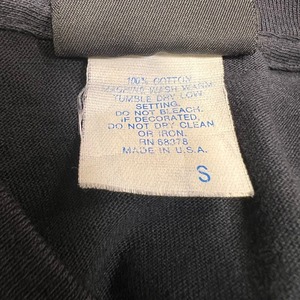 100% COTTON
MACHINE WASH WARM
TUMBLE DRY LOW
SETTING.
DO NOT BLEACH.
IF DECORATED,
DO NOT DRY CLEAN
OR IRON.
RN 68378
MADE IN U.S.A.
S